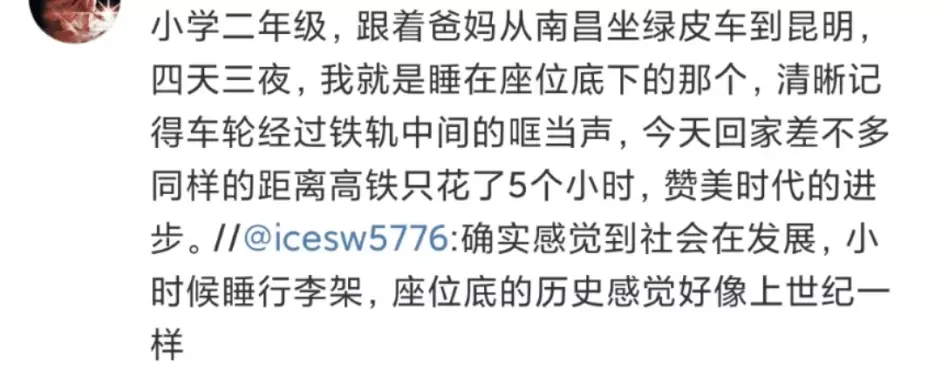 小学二年级，跟着爸妈从南昌坐绿皮车到昆明，
四天三夜，我就是睡在座位底下的那个，清晰记
得车轮经过铁轨中间的哐当声，今天回家差不多
同样的距离高铁只花了5个小时，赞美时代的进
步。//@icesw5776:确实感觉到社会在发展，小
时候睡行李架，座位底的历史感觉好像上世纪一
样